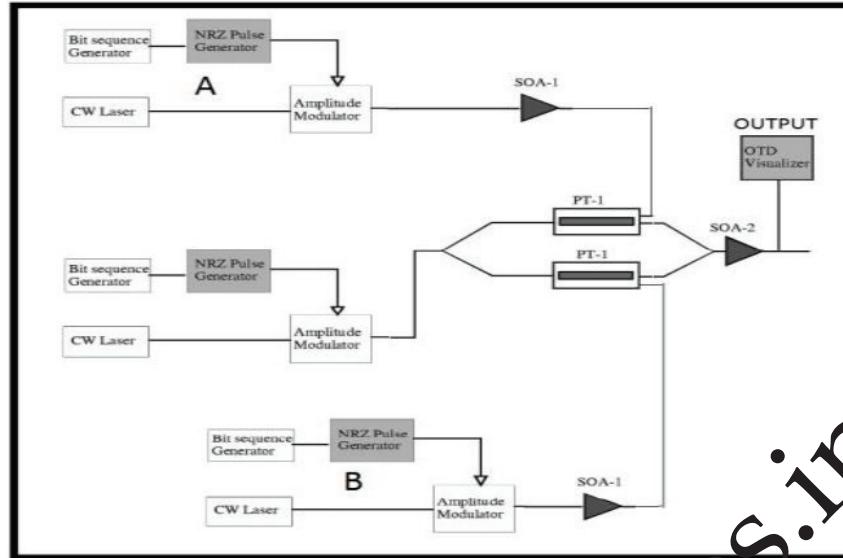 Bit sequence
Generator
NRZ Pulse
Generator
A
CW Laser
Amplitude
Modulator
SOA-1
OUTPUT
OTD
Visualizer
PT-1
SOA-2
PT-1
Bit sequence
Generator
NRZ Pulse
Generator
CW Laser
Amplitude
Modulator
Bit sequence
Generator
NRZ Pulse
Generator
B
CW Laser
Amplitude
Modulator
SOA-1
s.in